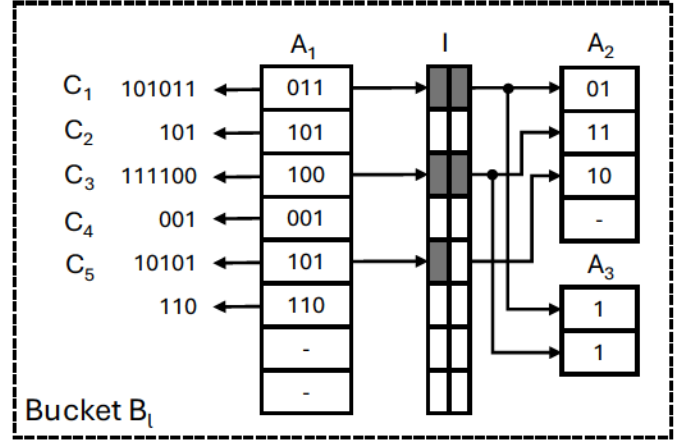 A₁ I A₂
C₁ 101011 011 01
C₂ 101 101 11
C₃ 111100 100 10
C₄ 001 001 -
C₅ 10101 101 A₃
110 110 1
- 1
-
Bucket Bₗ